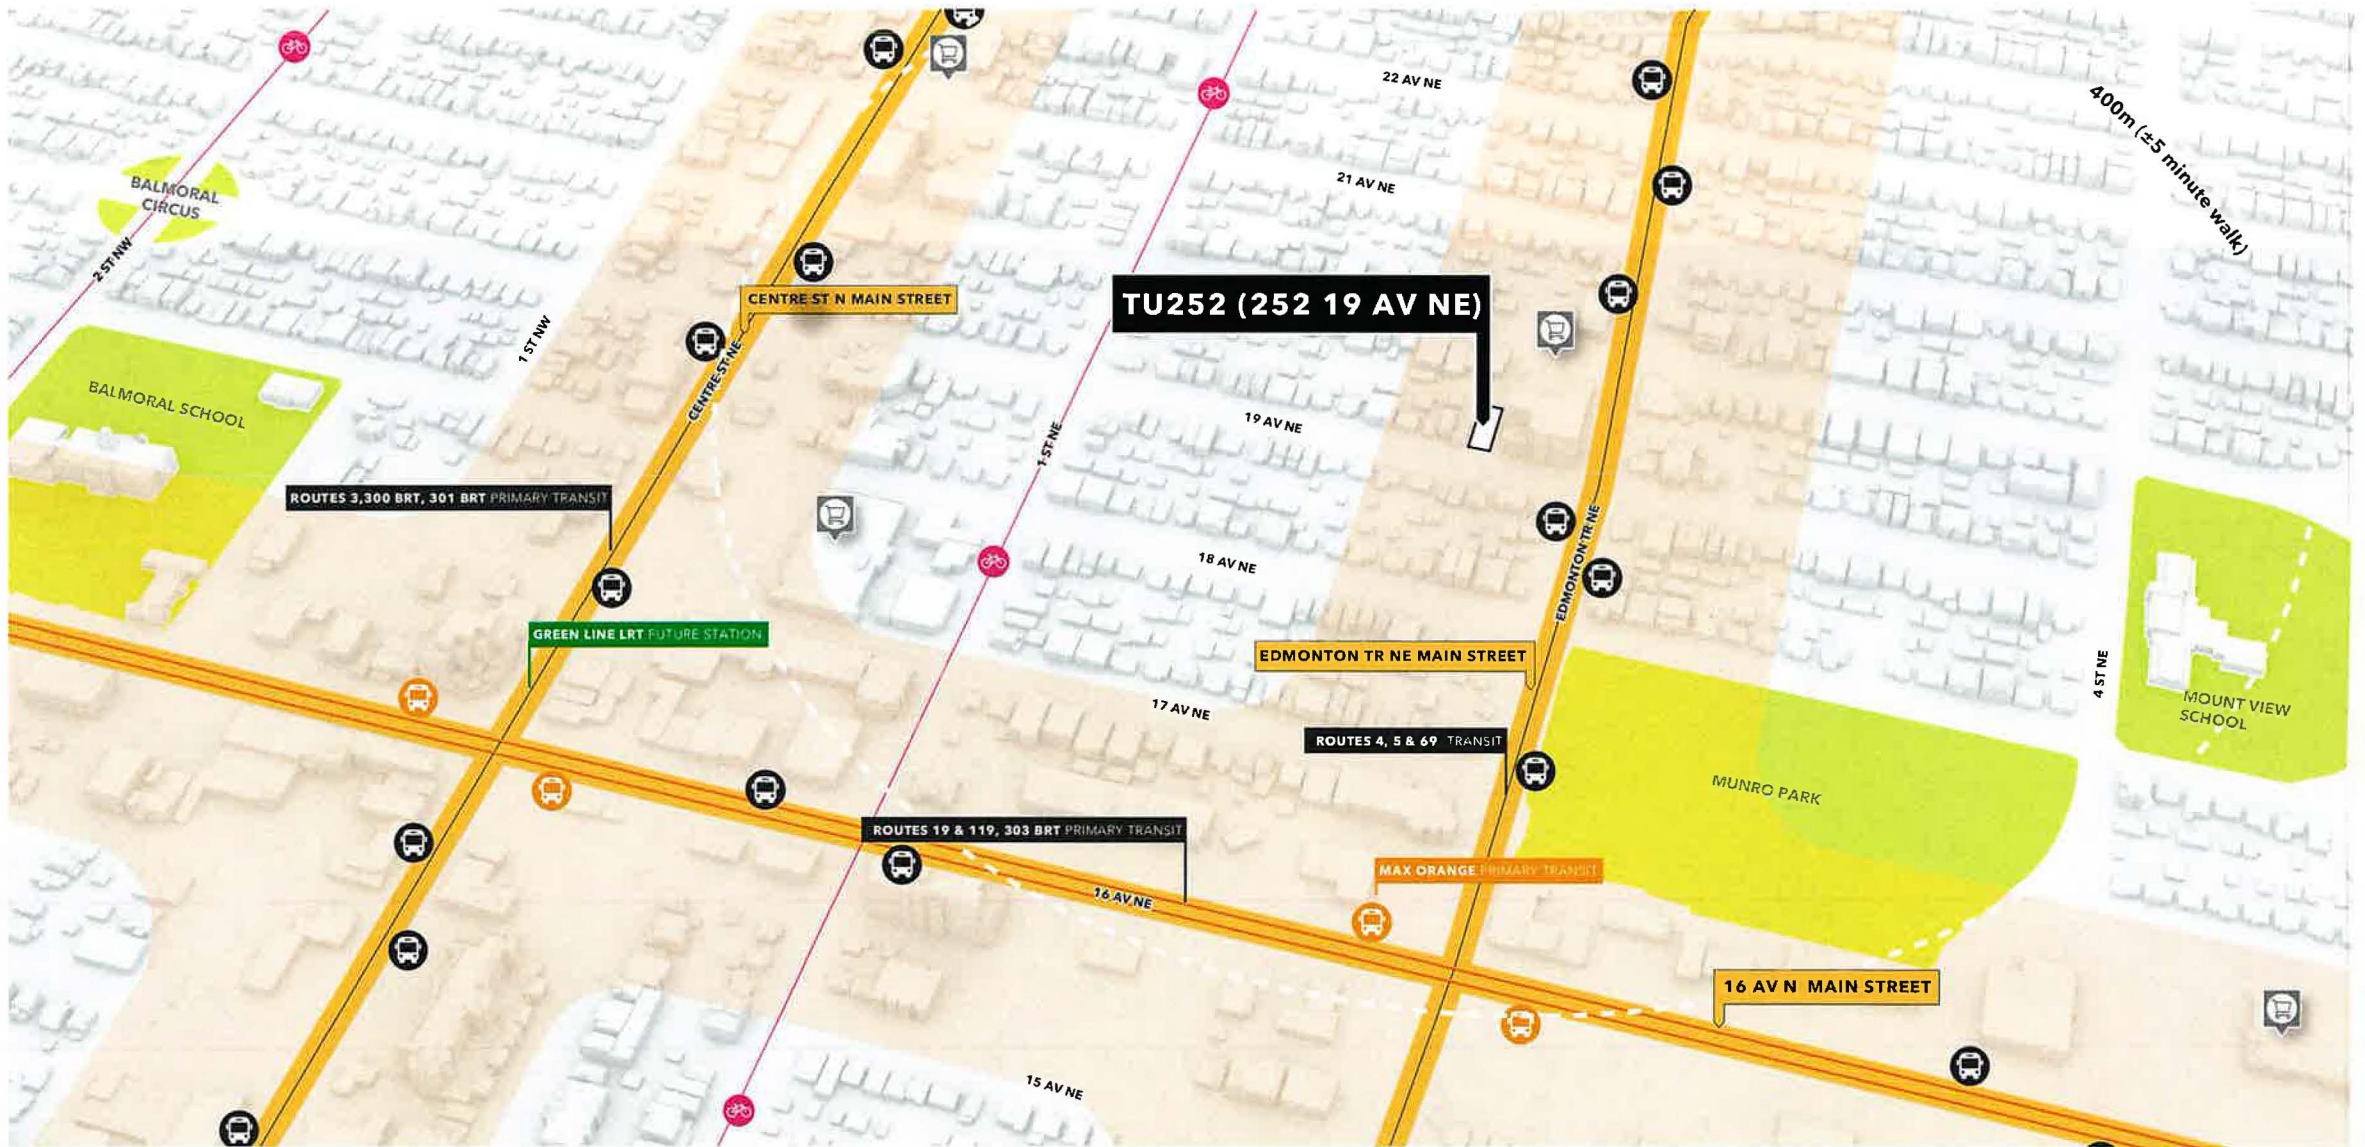 22 AV NE
400m (±5 minute walk)
21 AV NE
BALMORAL
CIRCUS
2 ST NW
CENTRE ST N MAIN STREET
TU252 (252 19 AV NE)
1 ST NW
CENTRE ST NE
BALMORAL SCHOOL
19 AV NE
1 ST NE
ROUTES 3,300 BRT, 301 BRT PRIMARY TRANSIT
18 AV NE
EDMONTON TR NE
GREEN LINE LRT FUTURE STATION
EDMONTON TR NE MAIN STREET
4 ST NE
17 AV NE
MOUNT VIEW
SCHOOL
ROUTES 4, 5 & 69 TRANSIT
MUNRO PARK
ROUTES 19 & 119, 303 BRT PRIMARY TRANSIT
MAX ORANGE PRIMARY TRANSIT
16 AV NE
16 AV N MAIN STREET
15 AV NE